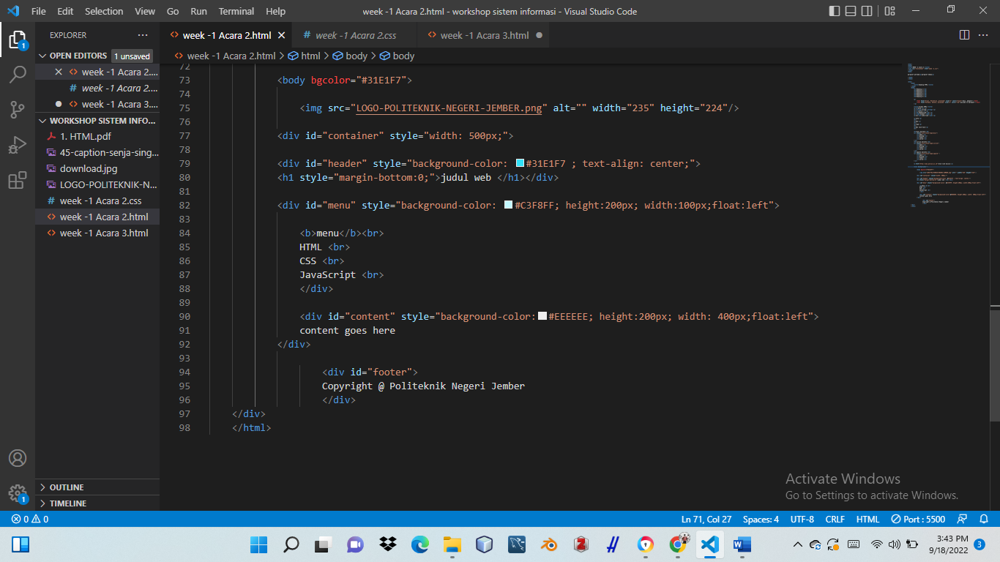 File Edit Selection View Go Run Terminal Help week -1 Acara 2.html - workshop sistem informasi - Visual Studio Code
EXPLORER ···
week -1 Acara 2.html
# week -1 Acara 2.css
week -1 Acara 3.html
week -1 Acara 2.html > html > body > body
1
OPEN EDITORS 1 unsaved
week -1 Acara 2....
# week -1 Acara 2....
week -1 Acara 3....
WORKSHOP SISTEM INFO...
1. HTML.pdf
45-caption-senja-sing...
download.jpg
LOGO-POLITEKNIK-N...
# week -1 Acara 2.css
week -1 Acara 2.html
week -1 Acara 3.html
OUTLINE
TIMELINE
1
72
73 <body bgcolor="#31E1F7">
74
75 <img src="LOGO-POLITEKNIK-NEGERI-JEMBER.png" alt="" width="235" height="224"/>
76
77 <div id="container" style="width: 500px;">
78
79 <div id="header" style="background-color: #31E1F7 ; text-align: center;">
80 <h1 style="margin-bottom:0;">judul web </h1></div>
81
82 <div id="menu" style="background-color: #C3F8FF; height:200px; width:100px;float:left">
83
84 <b>menu</b><br>
85 HTML <br>
86 CSS <br>
87 JavaScript <br>
88 </div>
89
90 <div id="content" style="background-color:#EEEEEE; height:200px; width: 400px;float:left">
91 content goes here
92 </div>
93
94 <div id="footer">
95 Copyright @ Politeknik Negeri Jember
96 </div>
97 </div>
98 </html>
Activate Windows
Go to Settings to activate Windows.
0 0 Ln 71, Col 27 Spaces: 4 UTF-8 CRLF HTML Port : 5500
3:43 PM
9/18/2022
3